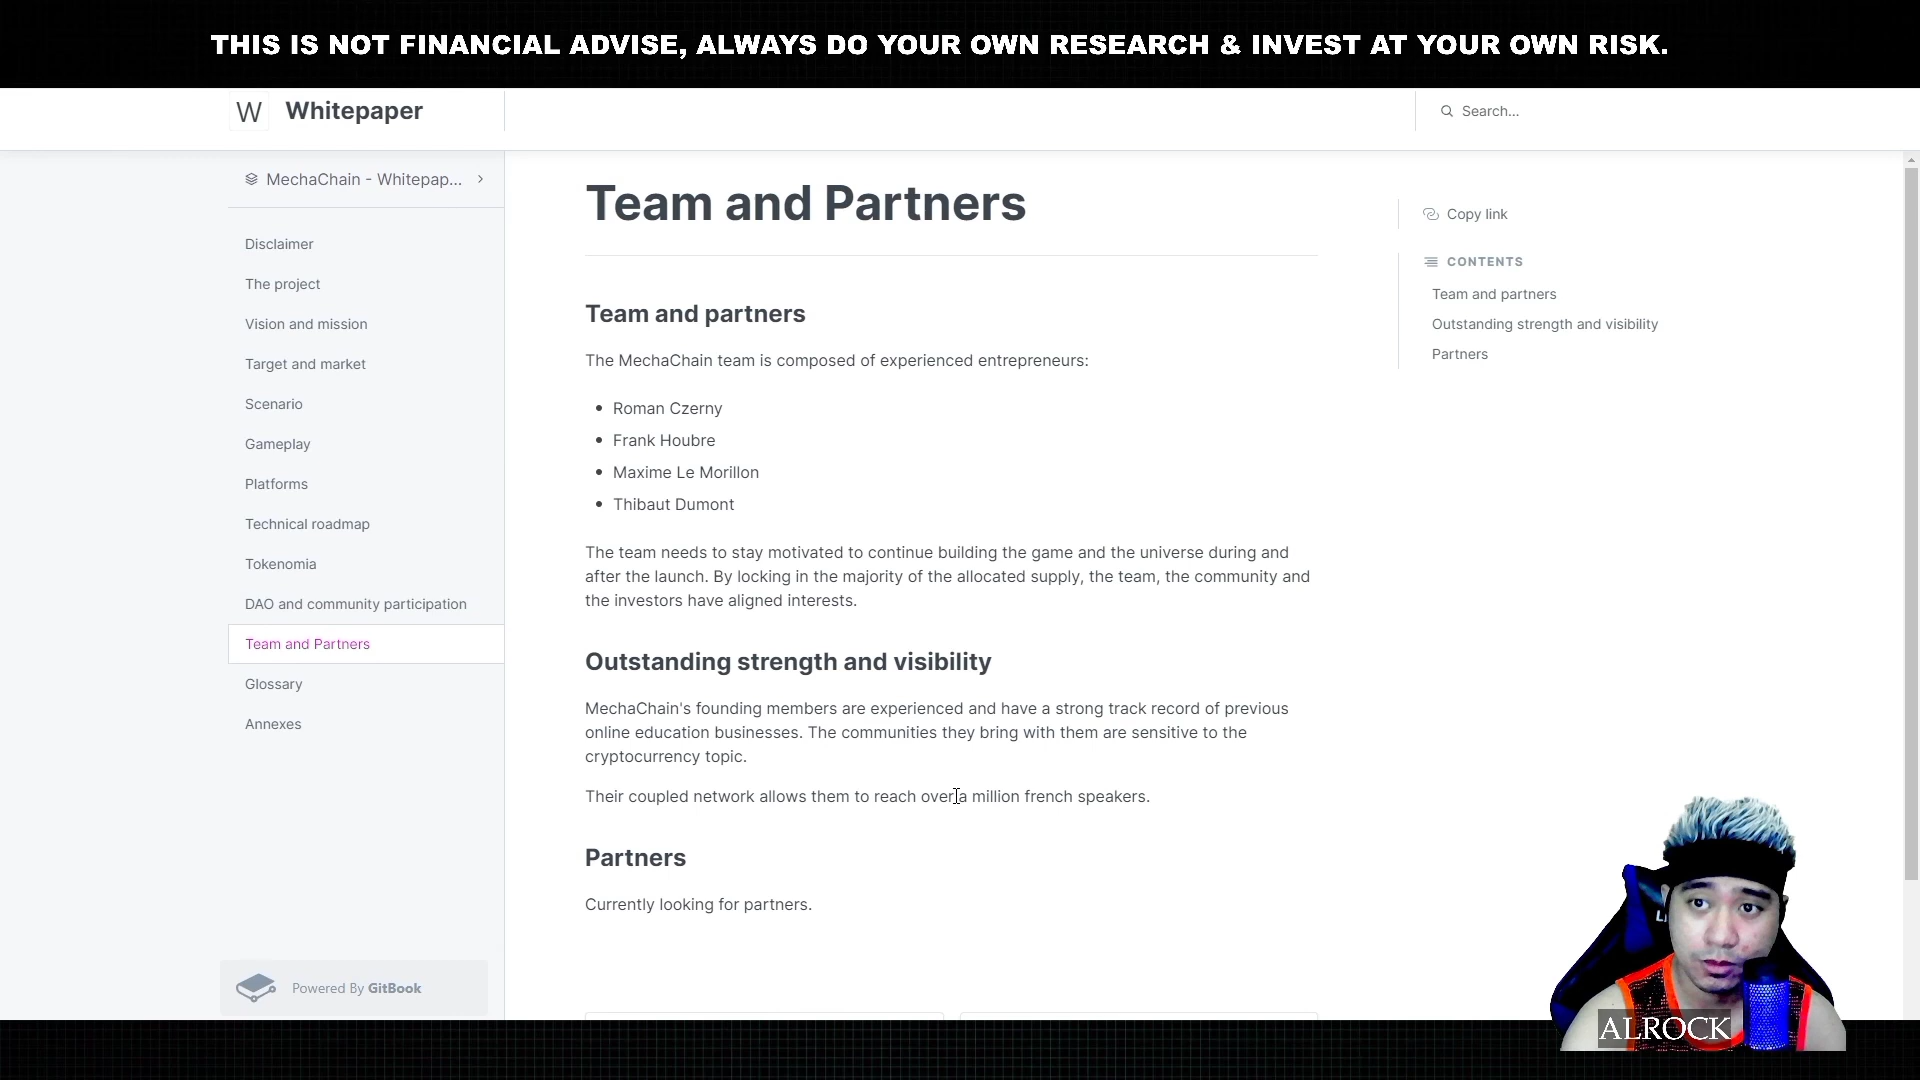 THIS IS NOT FINANCIAL ADVISE, ALWAYS DO YOUR OWN RESEARCH & INVEST AT YOUR OWN RISK.
W Whitepaper
Search...
MechaChain - Whitepap...
Disclaimer
The project
Vision and mission
Target and market
Scenario
Gameplay
Platforms
Technical roadmap
Tokenomia
DAO and community participation
Team and Partners
Glossary
Annexes
Powered By GitBook
Team and Partners
Team and partners
The MechaChain team is composed of experienced entrepreneurs:
• Roman Czerny
• Frank Houbre
• Maxime Le Morillon
• Thibaut Dumont
The team needs to stay motivated to continue building the game and the universe during and
after the launch. By locking in the majority of the allocated supply, the team, the community and
the investors have aligned interests.
Outstanding strength and visibility
MechaChain's founding members are experienced and have a strong track record of previous
online education businesses. The communities they bring with them are sensitive to the
cryptocurrency topic.
Their coupled network allows them to reach over a million french speakers.
Partners
Currently looking for partners.
Copy link
CONTENTS
Team and partners
Outstanding strength and visibility
Partners
ALROCK